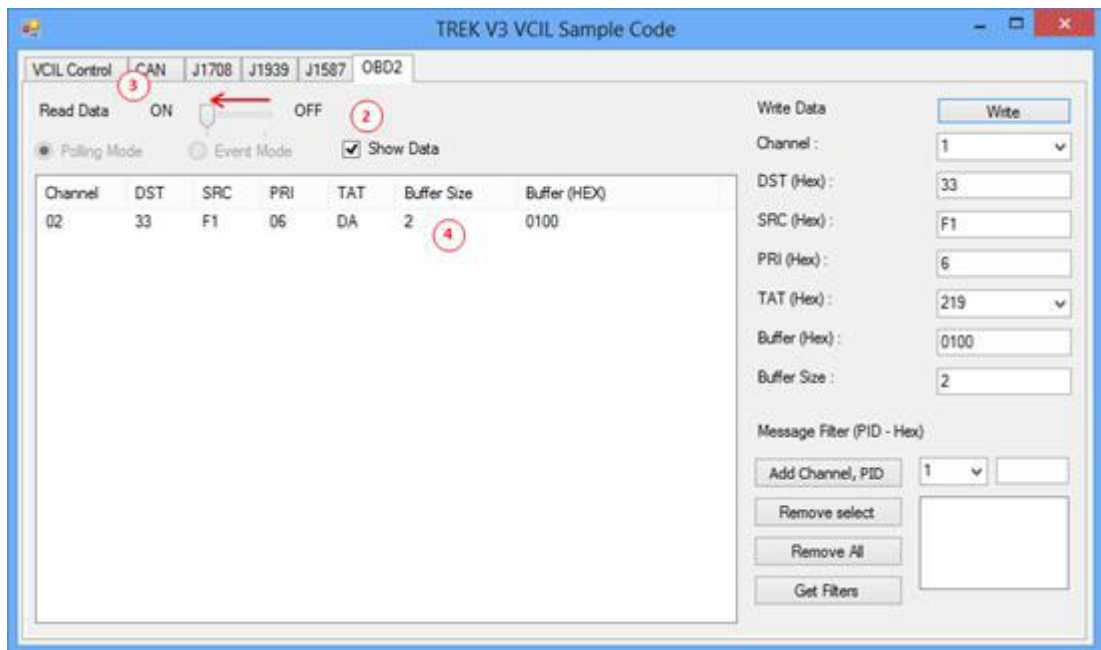 TREK V3 VCIL Sample Code
VCIL Control CAN J1708 J1939 J1587 OBD2
3
Read Data ON OFF
2
Polling Mode Event Mode Show Data
Channel DST SRC PRI TAT Buffer Size Buffer (HEX)
02 33 F1 06 DA 2 0100
4
Write Data Write
Channel : 1
DST (Hex) : 33
SRC (Hex) : F1
PRI (Hex) : 6
TAT (Hex) : 219
Buffer (Hex) : 0100
Buffer Size : 2
Message Filter (PID - Hex)
Add Channel, PID 1
Remove select
Remove All
Get Filters